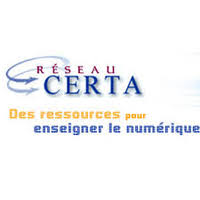 RÉSEAU
CERTA
Des ressources pour
enseigner le numérique